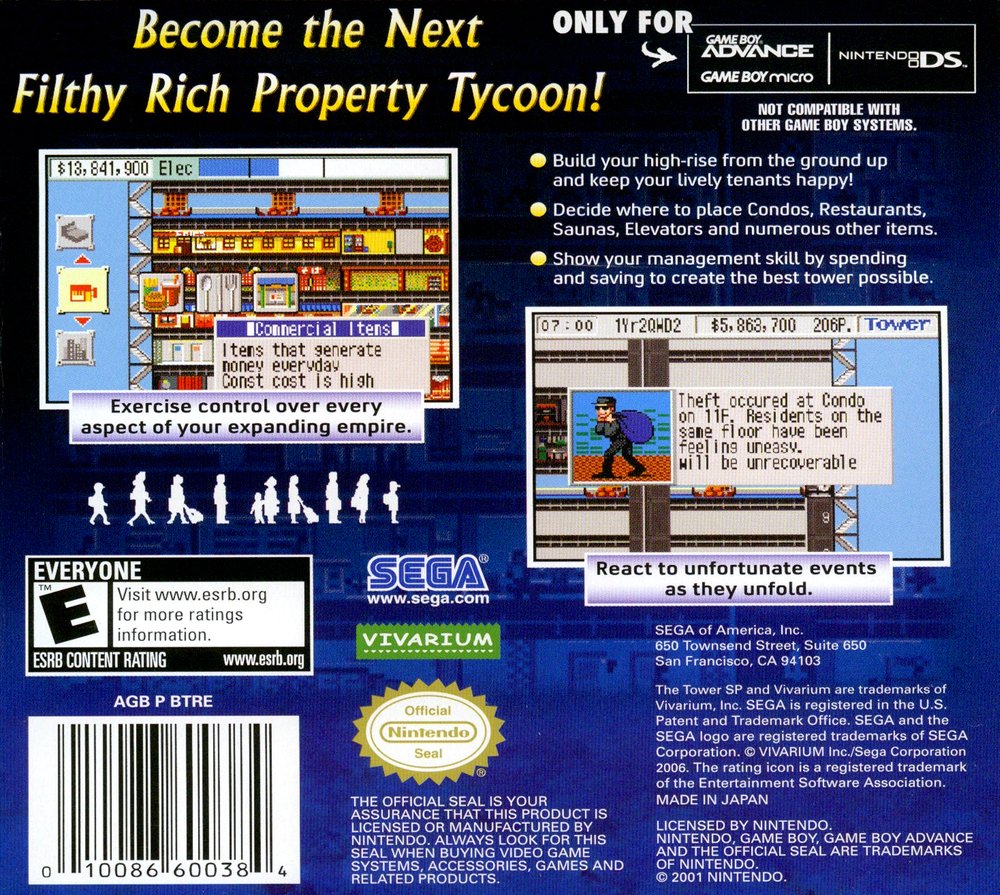 Become the Next
Filthy Rich Property Tycoon!
ONLY FOR
GAME BOY
ADVANCE
GAME BOY micro
NINTENDO DS™
NOT COMPATIBLE WITH
OTHER GAME BOY SYSTEMS.
$13,841,900 Elec
Commercial Items
Items that generate
money everyday
Const cost is high
Exercise control over every
aspect of your expanding empire.
Build your high-rise from the ground up
and keep your lively tenants happy!
Decide where to place Condos, Restaurants,
Saunas, Elevators and numerous other items.
Show your management skill by spending
and saving to create the best tower possible.
07:00 1Yr2QWD2 $5,863,700 206P. Tower
Theft occured at Condo
on 11F. Residents on the
same floor have been
feeling uneasy.
will be unrecoverable
9
React to unfortunate events
as they unfold.
EVERYONE
E™
Visit www.esrb.org
for more ratings
information.
ESRB CONTENT RATING www.esrb.org
AGB P BTRE
0 10086 60038 4
SEGA®
www.sega.com
VIVARIUM
Official
Nintendo
Seal
®
THE OFFICIAL SEAL IS YOUR
ASSURANCE THAT THIS PRODUCT IS
LICENSED OR MANUFACTURED BY
NINTENDO. ALWAYS LOOK FOR THIS
SEAL WHEN BUYING VIDEO GAME
SYSTEMS, ACCESSORIES, GAMES AND
RELATED PRODUCTS.
SEGA of America, Inc.
650 Townsend Street, Suite 650
San Francisco, CA 94103
The Tower SP and Vivarium are trademarks of
Vivarium, Inc. SEGA is registered in the U.S.
Patent and Trademark Office. SEGA and the
SEGA logo are registered trademarks of SEGA
Corporation. © VIVARIUM Inc./Sega Corporation
2006. The rating icon is a registered trademark
of the Entertainment Software Association.
MADE IN JAPAN
LICENSED BY NINTENDO.
NINTENDO, GAME BOY, GAME BOY ADVANCE
AND THE OFFICIAL SEAL ARE TRADEMARKS
OF NINTENDO.
© 2001 NINTENDO.